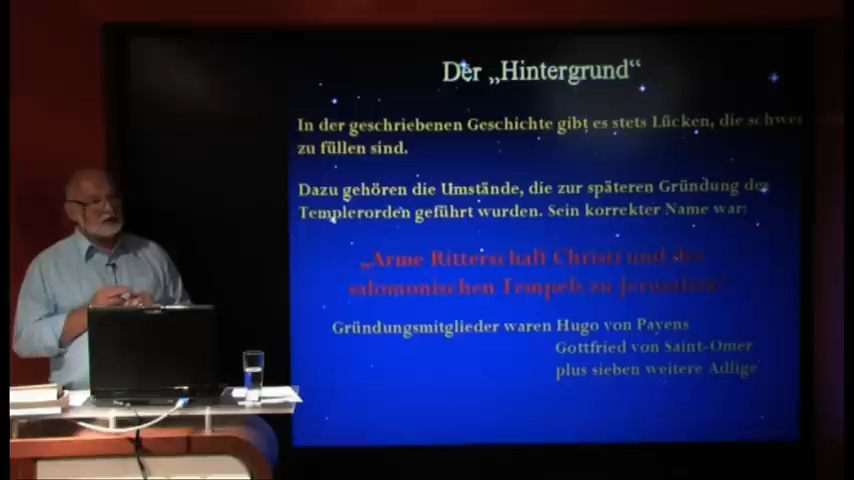 Der „Hintergrund“
In der geschriebenen Geschichte gibt es stets Lücken, die schwer
zu füllen sind.
Dazu gehören die Umstände, die zur späteren Gründung des
Templerorden geführt wurden. Sein korrekter Name war:
„Arme Ritterschaft Christi und des
salomonischen Tempels zu Jerusalem“
Gründungsmitglieder waren Hugo von Payens
Gottfried von Saint-Omer
plus sieben weitere Adlige